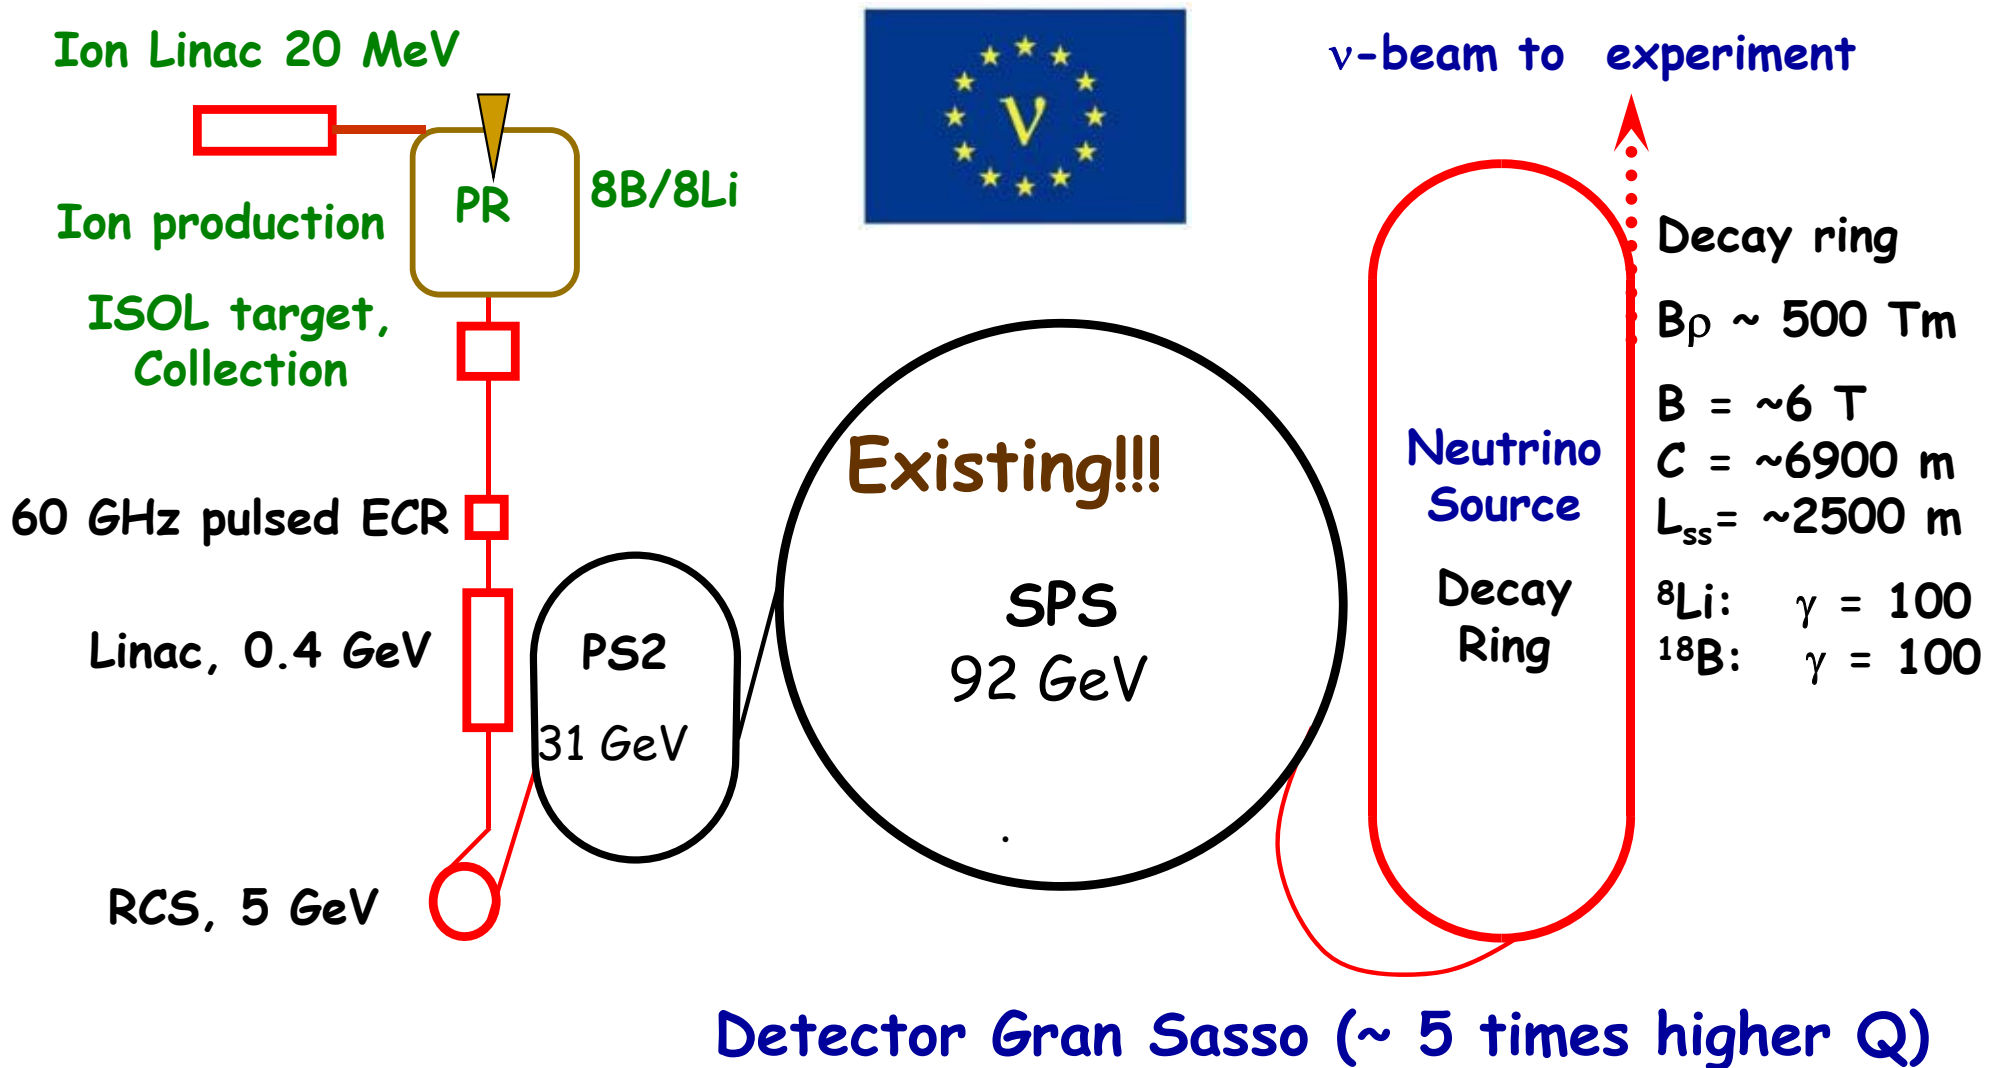 Ion Linac 20 MeV
ν-beam to experiment
ν
PR
8B/8Li
Ion production
Decay ring
ISOL target,
Collection
Bρ ~ 500 Tm
B = ~6 T
C = ~6900 m
Lss= ~2500 m
Existing!!!
Neutrino
Source
60 GHz pulsed ECR
Decay
Ring
8Li: γ = 100
18B: γ = 100
SPS
92 GeV
Linac, 0.4 GeV
PS2
31 GeV
.
RCS, 5 GeV
Detector Gran Sasso (~ 5 times higher Q)